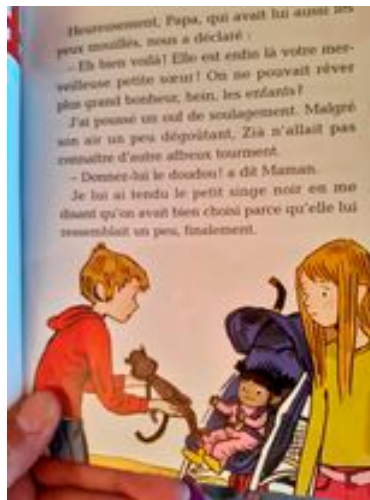 Heureusement, Papa, qui avait lui aussi les
yeux mouillés, nous a déclaré :
– Eh bien voilà! Elle est enfin là votre mer-
veilleuse petite sœur! On ne pouvait rêver
plus grand bonheur, hein, les enfants?
J'ai poussé un ouf de soulagement. Malgré
son air un peu dégoûtant, Zia n'allait pas
connaître d'autre affreux tourment.
– Donnez-lui le doudou! a dit Maman.
Je lui ai tendu le petit singe noir en me
disant qu'on avait bien choisi parce qu'elle lui
ressemblait un peu, finalement.